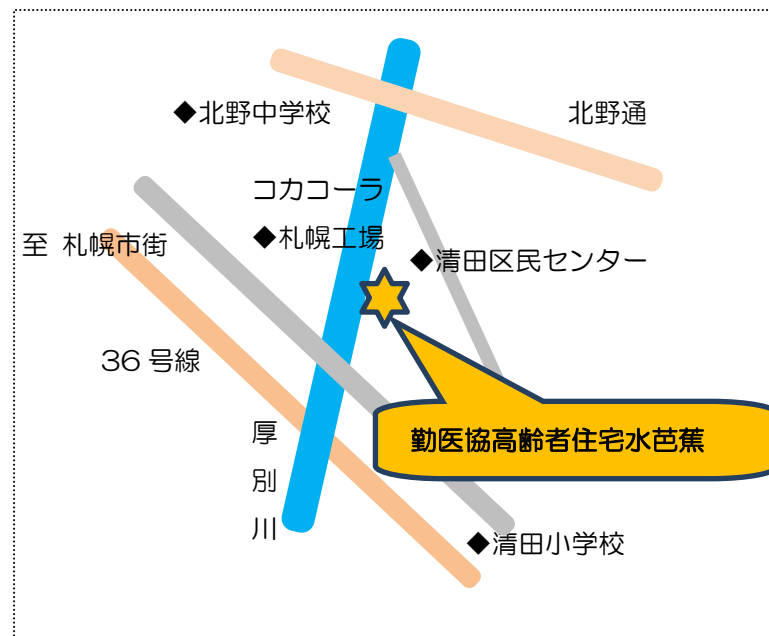 ◆北野中学校
北野通
コカコーラ
◆札幌工場
至 札幌市街
◆清田区民センター
36号線
勤医協高齢者住宅水芭蕉
厚
別
川
◆清田小学校